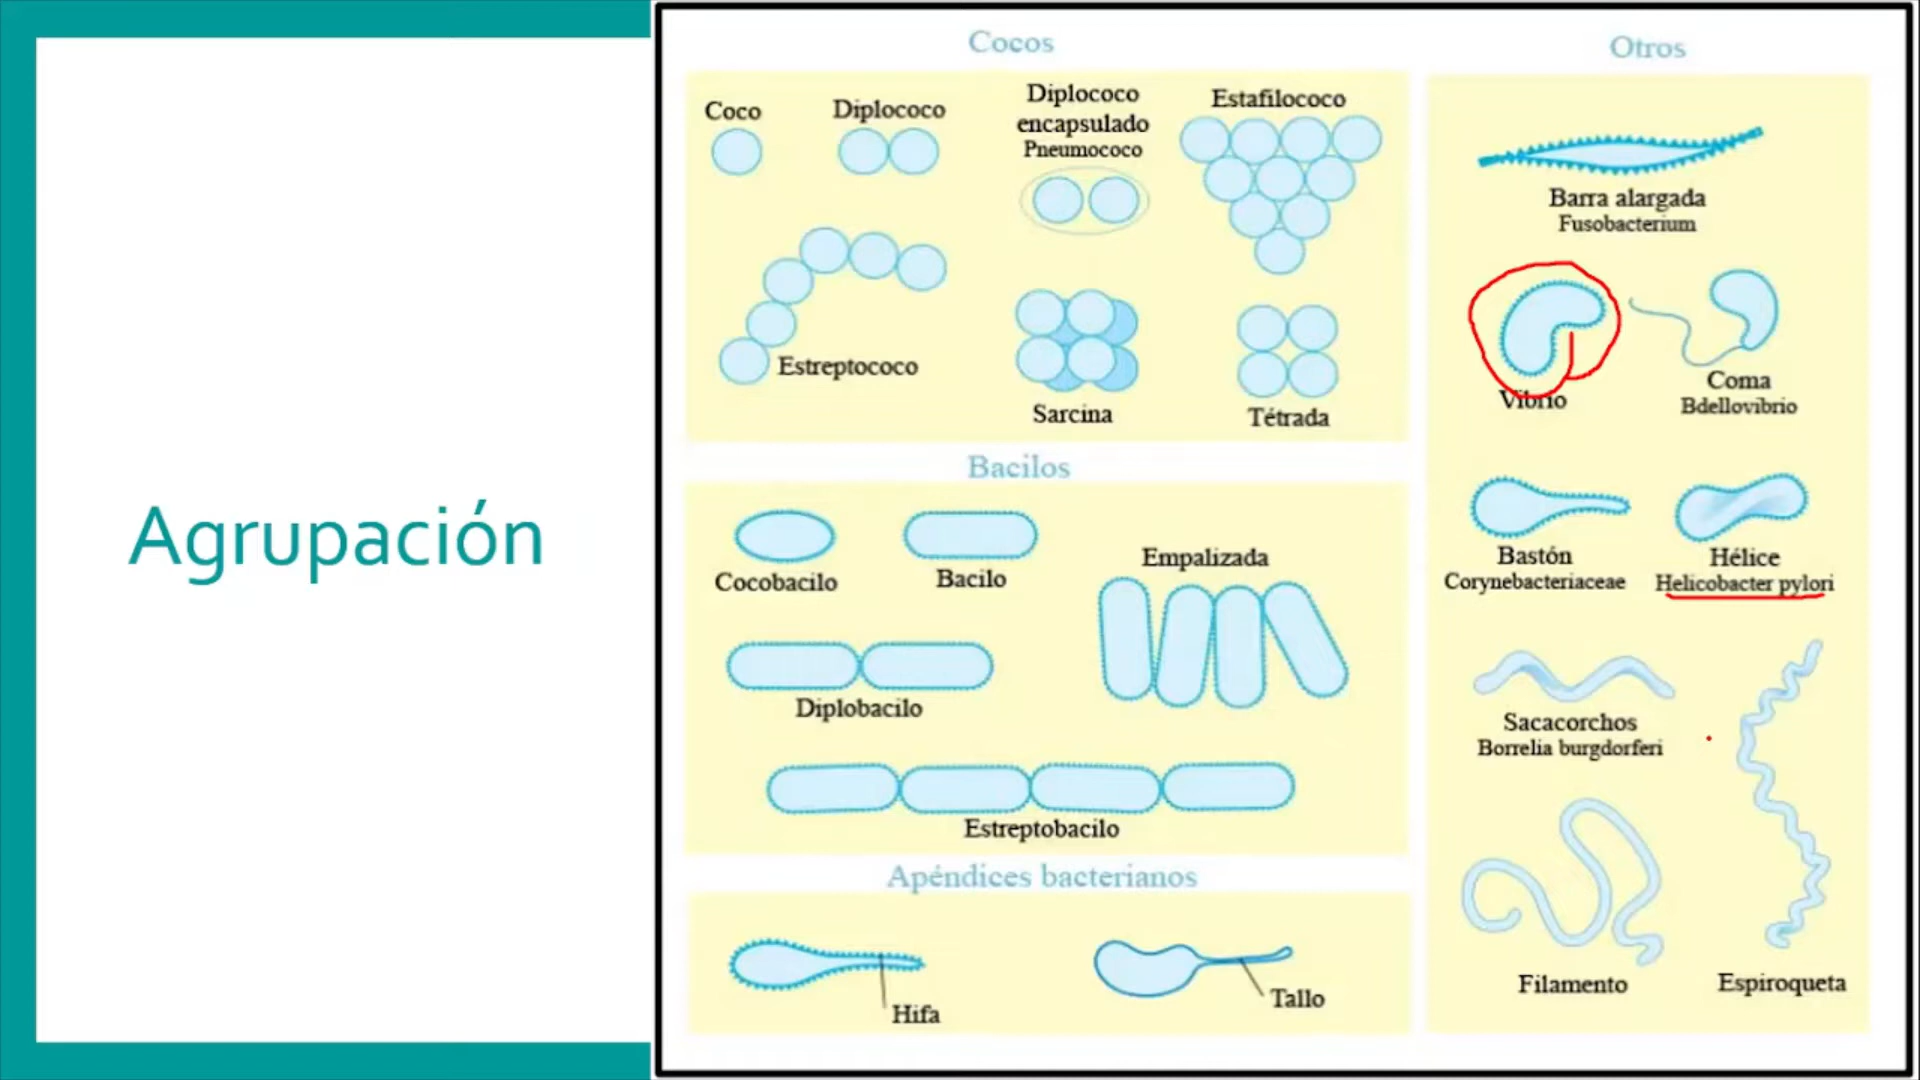 Agrupación
Cocos
Coco
Diplococo
Diplococo
encapsulado
Pneumococo
Estafilococo
Estreptococo
Sarcina
Tétrada
Bacilos
Cocobacilo
Bacilo
Empalizada
Diplobacilo
Estreptobacilo
Apéndices bacterianos
Hifa
Tallo
Otros
Barra alargada
Fusobacterium
Vibrio
Coma
Bdellovibrio
Bastón
Corynebacteriaceae
Hélice
Helicobacter pylori
Sacacorchos
Borrelia burgdorferi
Filamento
Espiroqueta